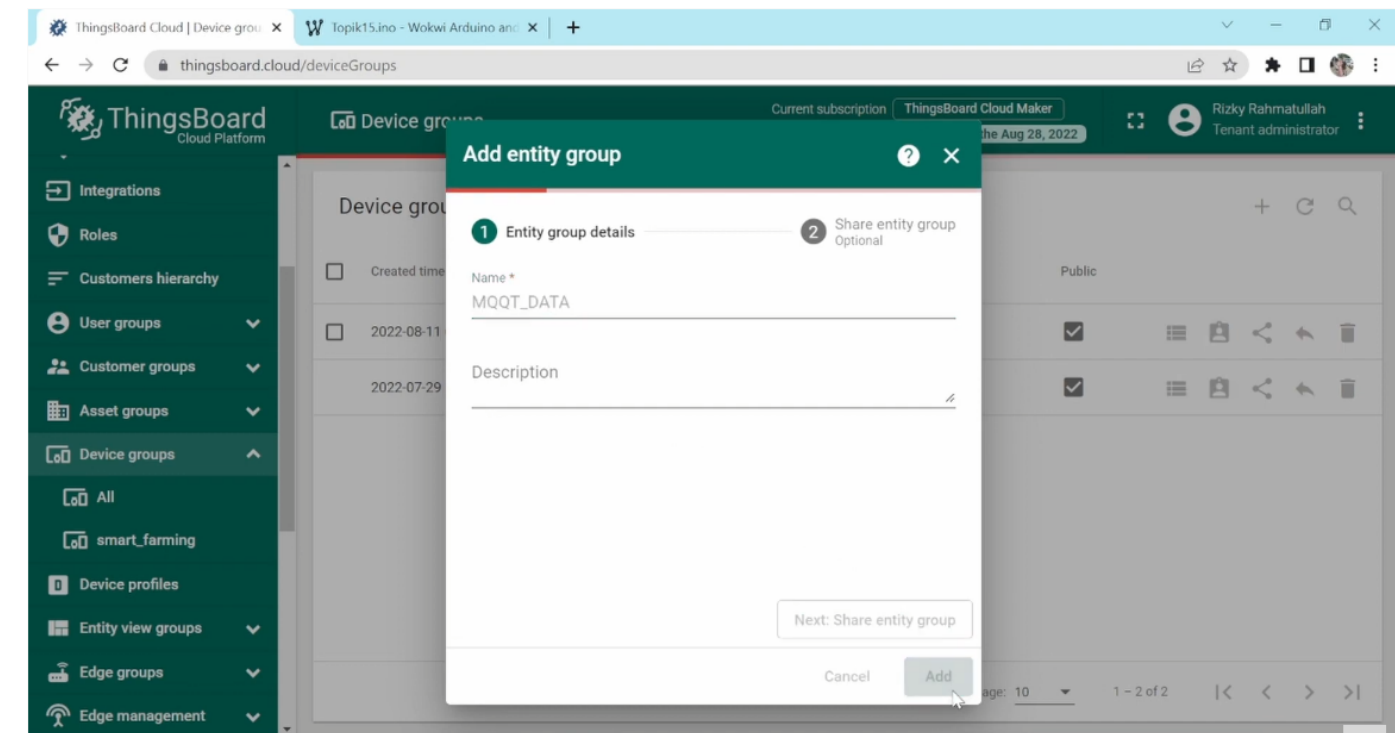 ThingsBoard Cloud | Device grou
Topik15.ino - Wokwi Arduino and
thingsboard.cloud/deviceGroups
ThingsBoard
Cloud Platform
Device
Current subscription ThingsBoard Cloud Maker
the Aug 28, 2022
Rizky Rahmatullah
Tenant administrator
Integrations
Roles
Customers hierarchy
User groups
Customer groups
Asset groups
Device groups
All
smart_farming
Device profiles
Entity view groups
Edge groups
Edge management
Device grou
Created time
Public
2022-08-11
2022-07-29
age: 10
1 – 2 of 2
Add entity group
?
1 Entity group details
2 Share entity group
Optional
Name *
MQQT_DATA
Description
Next: Share entity group
Cancel
Add